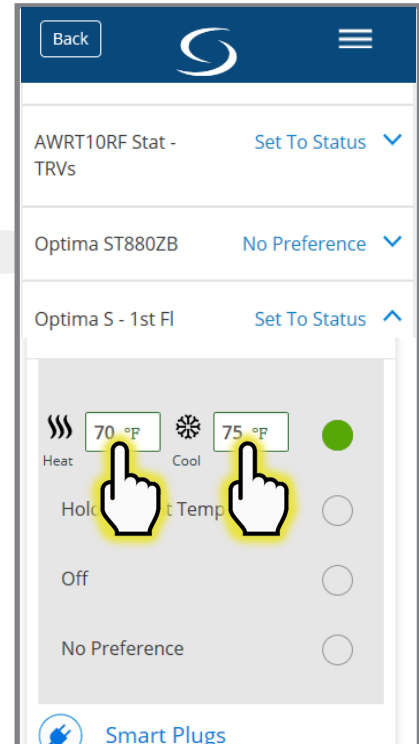 Back
AWRT10RF Stat - Set To Status
TRVs
Optima ST880ZB No Preference
Optima S - 1st Fl Set To Status
70 °F 75 °F
Heat Cool
Temp
Off
No Preference
Smart Plugs